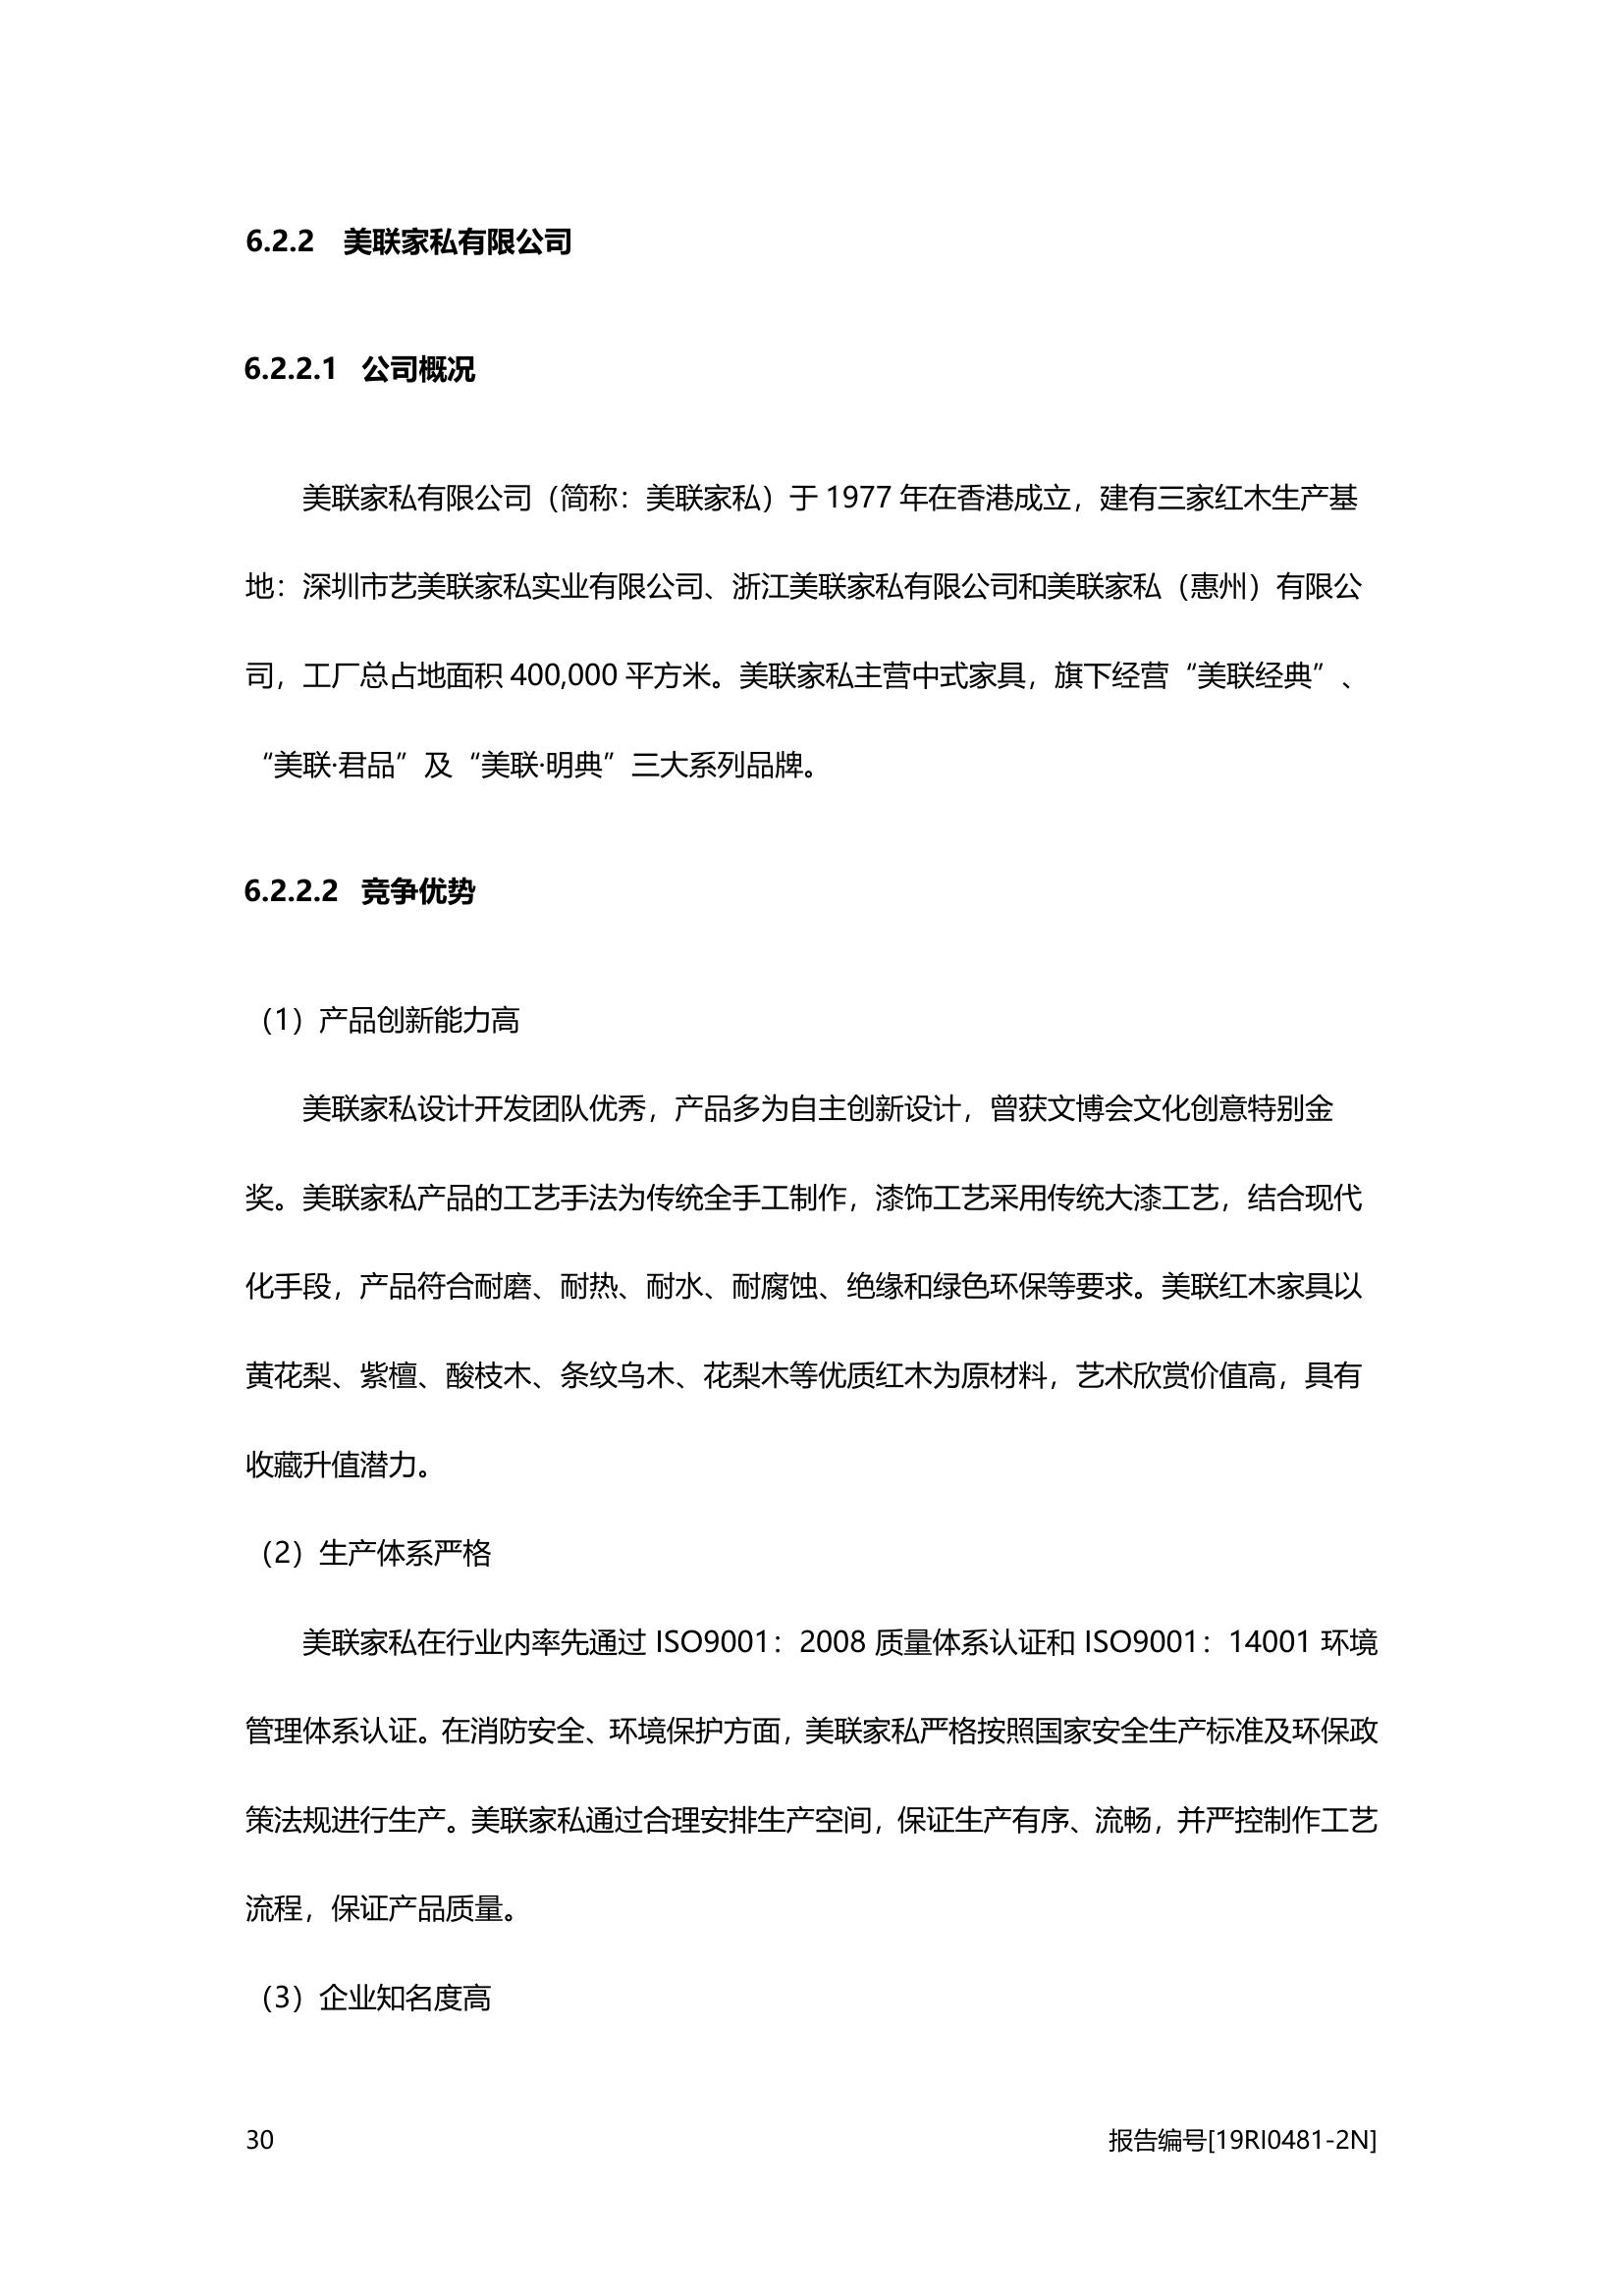 6.2.2 美联家私有限公司
6.2.2.1 公司概况
美联家私有限公司（简称：美联家私）于 1977 年在香港成立，建有三家红木生产基
地：深圳市艺美联家私实业有限公司、浙江美联家私有限公司和美联家私（惠州）有限公
司，工厂总占地面积 400,000 平方米。美联家私主营中式家具，旗下经营“美联经典”、
“美联·君品”及“美联·明典”三大系列品牌。
6.2.2.2 竞争优势
（1）产品创新能力高
美联家私设计开发团队优秀，产品多为自主创新设计，曾获文博会文化创意特别金
奖。美联家私产品的工艺手法为传统全手工制作，漆饰工艺采用传统大漆工艺，结合现代
化手段，产品符合耐磨、耐热、耐水、耐腐蚀、绝缘和绿色环保等要求。美联红木家具以
黄花梨、紫檀、酸枝木、条纹乌木、花梨木等优质红木为原材料，艺术欣赏价值高，具有
收藏升值潜力。
（2）生产体系严格
美联家私在行业内率先通过 ISO9001：2008 质量体系认证和 ISO9001：14001 环境
管理体系认证。在消防安全、环境保护方面，美联家私严格按照国家安全生产标准及环保政
策法规进行生产。美联家私通过合理安排生产空间，保证生产有序、流畅，并严控制作工艺
流程，保证产品质量。
（3）企业知名度高
30 报告编号[19RI0481-2N]